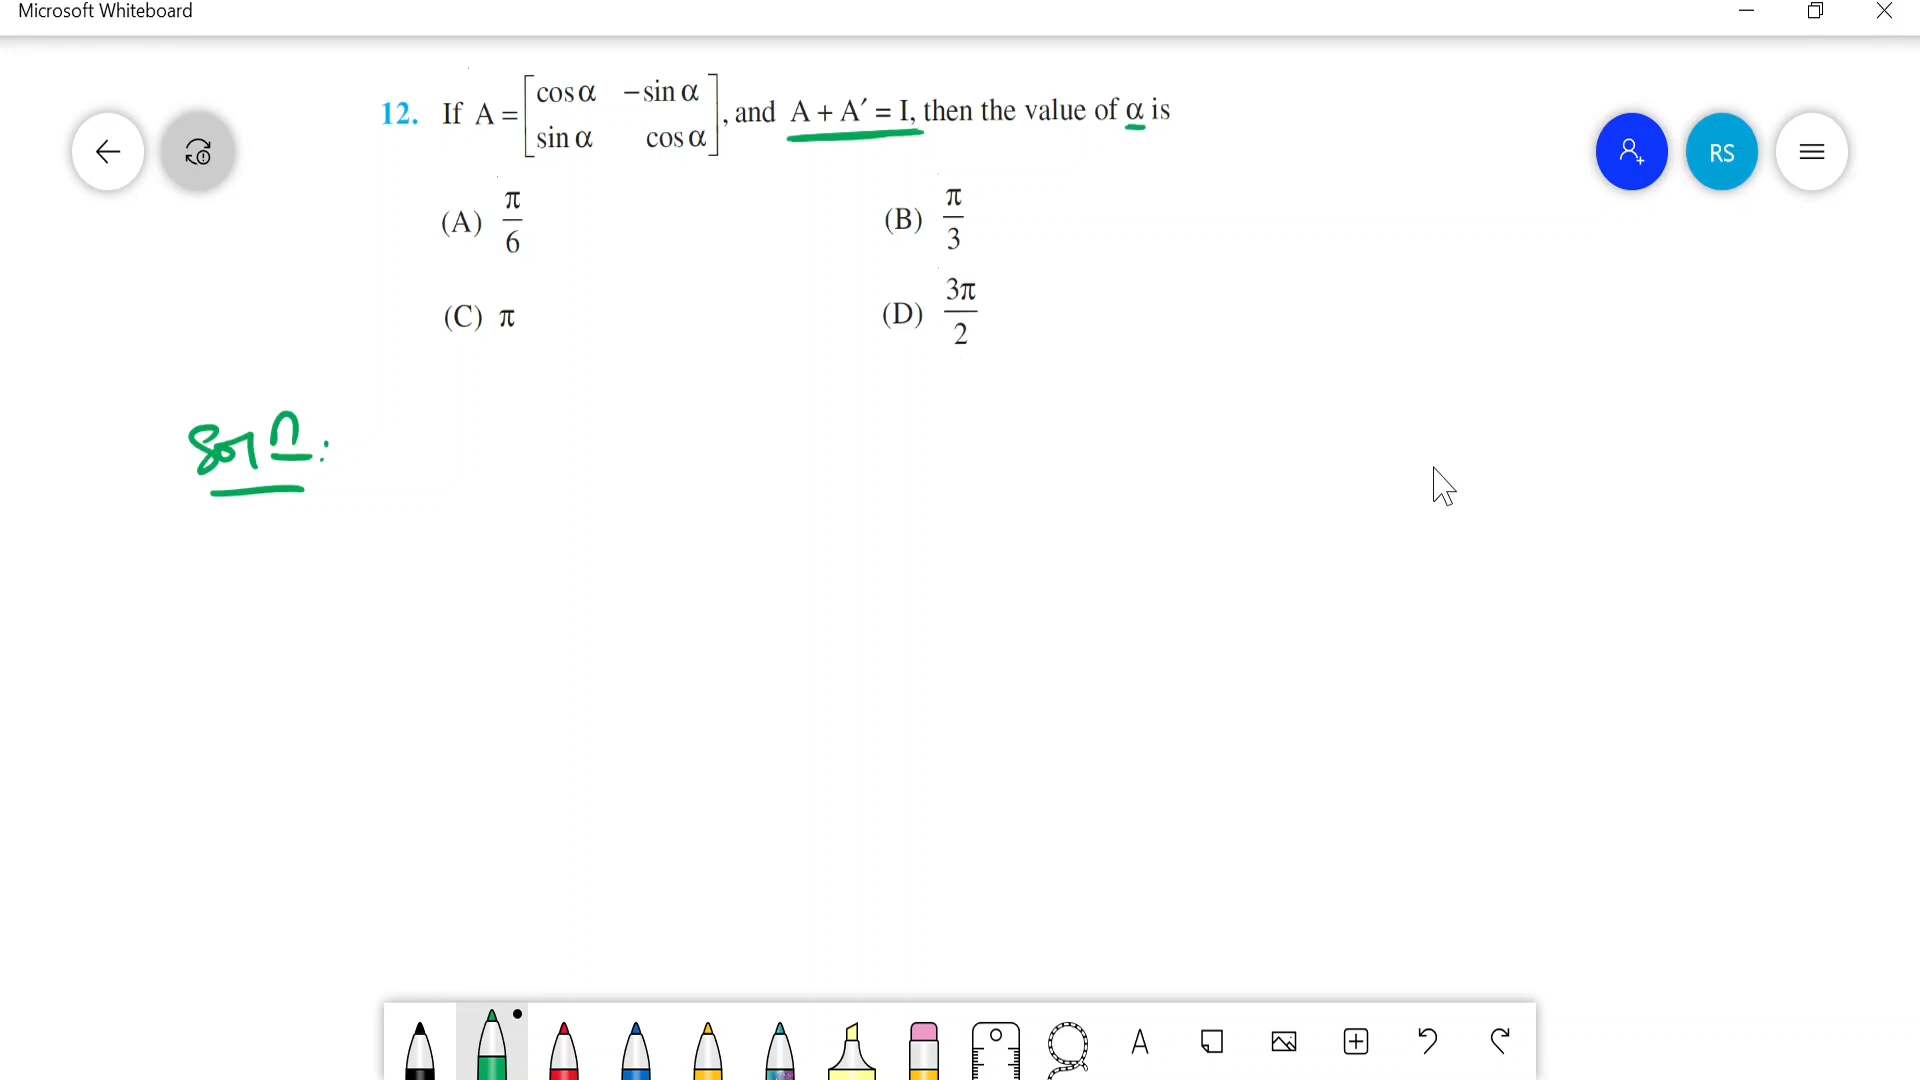 Microsoft Whiteboard
12. If A = [cos α −sin α
sin α cos α], and A + A′ = I, then the value of α is
(A) π/6 (B) π/3
(C) π (D) 3π/2
RS
Solⁿ:
A